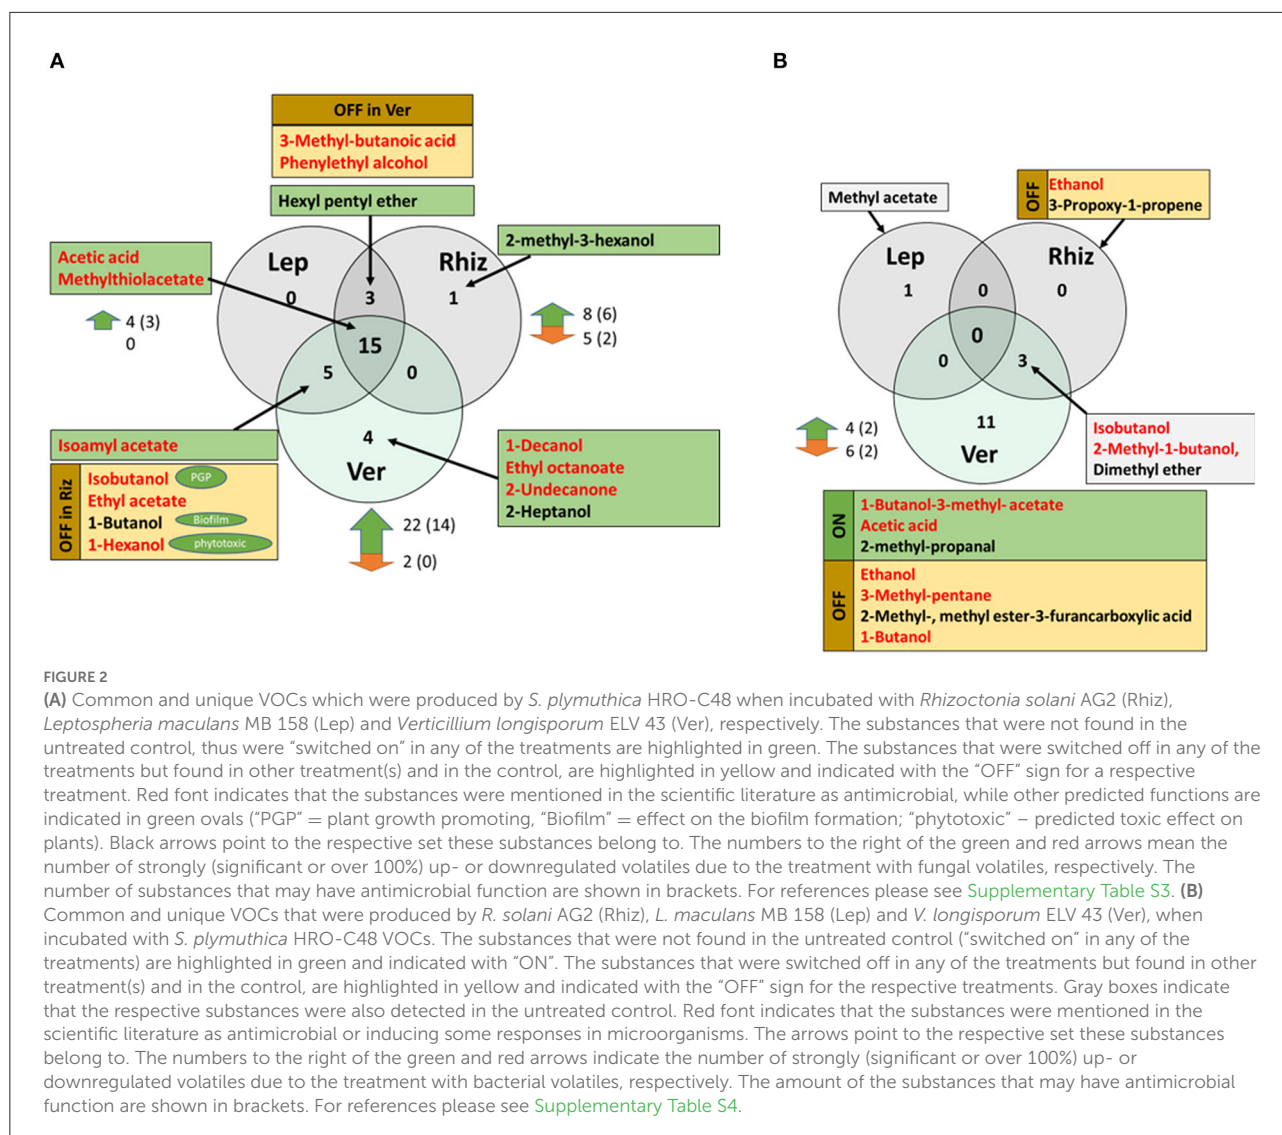 A
OFF in Ver
3-Methyl-butanoic acid
Phenylethyl alcohol
Hexyl pentyl ether
2-methyl-3-hexanol
Acetic acid
Methylthiolacetate
Lep
Rhiz
0
3
1
4 (3)
0
8 (6)
5 (2)
15
5
0
Isoamyl acetate
OFF in Riz
Isobutanol
PGP
Ethyl acetate
1-Butanol
Biofilm
1-Hexanol
phytotoxic
4
Ver
1-Decanol
Ethyl octanoate
2-Undecanone
2-Heptanol
22 (14)
2 (0)
B
Methyl acetate
OFF
Ethanol
3-Propoxy-1-propene
Lep
Rhiz
1
0
0
0
0
3
4 (2)
6 (2)
11
Ver
Isobutanol
2-Methyl-1-butanol,
Dimethyl ether
ON
1-Butanol-3-methyl- acetate
Acetic acid
2-methyl-propanal
OFF
Ethanol
3-Methyl-pentane
2-Methyl-, methyl ester-3-furancarboxylic acid
1-Butanol
FIGURE 2
(A) Common and unique VOCs which were produced by S. plymuthica HRO-C48 when incubated with Rhizoctonia solani AG2 (Rhiz),
Leptospheria maculans MB 158 (Lep) and Verticillium longisporum ELV 43 (Ver), respectively. The substances that were not found in the
untreated control, thus were “switched on” in any of the treatments are highlighted in green. The substances that were switched off in any of the
treatments but found in other treatment(s) and in the control, are highlighted in yellow and indicated with the “OFF” sign for a respective
treatment. Red font indicates that the substances were mentioned in the scientific literature as antimicrobial, while other predicted functions are
indicated in green ovals (“PGP” = plant growth promoting, “Biofilm” = effect on the biofilm formation; “phytotoxic” – predicted toxic effect on
plants). Black arrows point to the respective set these substances belong to. The numbers to the right of the green and red arrows mean the
number of strongly (significant or over 100%) up- or downregulated volatiles due to the treatment with fungal volatiles, respectively. The
number of substances that may have antimicrobial function are shown in brackets. For references please see Supplementary Table S3. (B)
Common and unique VOCs that were produced by R. solani AG2 (Rhiz), L. maculans MB 158 (Lep) and V. longisporum ELV 43 (Ver), when
incubated with S. plymuthica HRO-C48 VOCs. The substances that were not found in the untreated control (“switched on” in any of the
treatments) are highlighted in green and indicated with “ON”. The substances that were switched off in any of the treatments but found in other
treatment(s) and in the control, are highlighted in yellow and indicated with the “OFF” sign for the respective treatments. Gray boxes indicate
that the respective substances were also detected in the untreated control. Red font indicates that the substances were mentioned in the
scientific literature as antimicrobial or inducing some responses in microorganisms. The arrows point to the respective set these substances
belong to. The numbers to the right of the green and red arrows indicate the number of strongly (significant or over 100%) up- or
downregulated volatiles due to the treatment with bacterial volatiles, respectively. The amount of the substances that may have antimicrobial
function are shown in brackets. For references please see Supplementary Table S4.